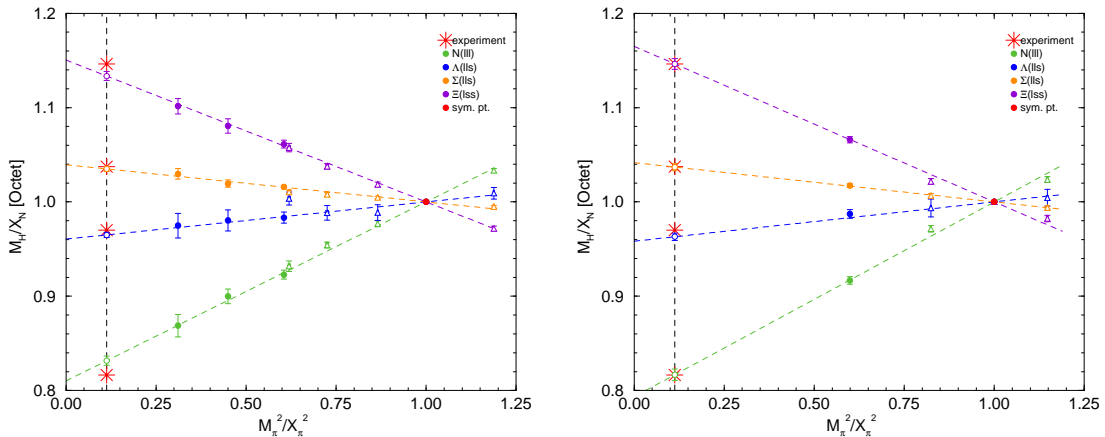 1.2
1.1
1.0
0.9
0.8
M_H/X_N [Octet]
experiment
N(lll)
Λ(lls)
Σ(lls)
Ξ(lss)
sym. pt.
0.00 0.25 0.50 0.75 1.00 1.25
M_π^2/X_π^2
1.2
1.1
1.0
0.9
0.8
M_H/X_N [Octet]
experiment
N(lll)
Λ(lls)
Σ(lls)
Ξ(lss)
sym. pt.
0.00 0.25 0.50 0.75 1.00 1.25
M_π^2/X_π^2